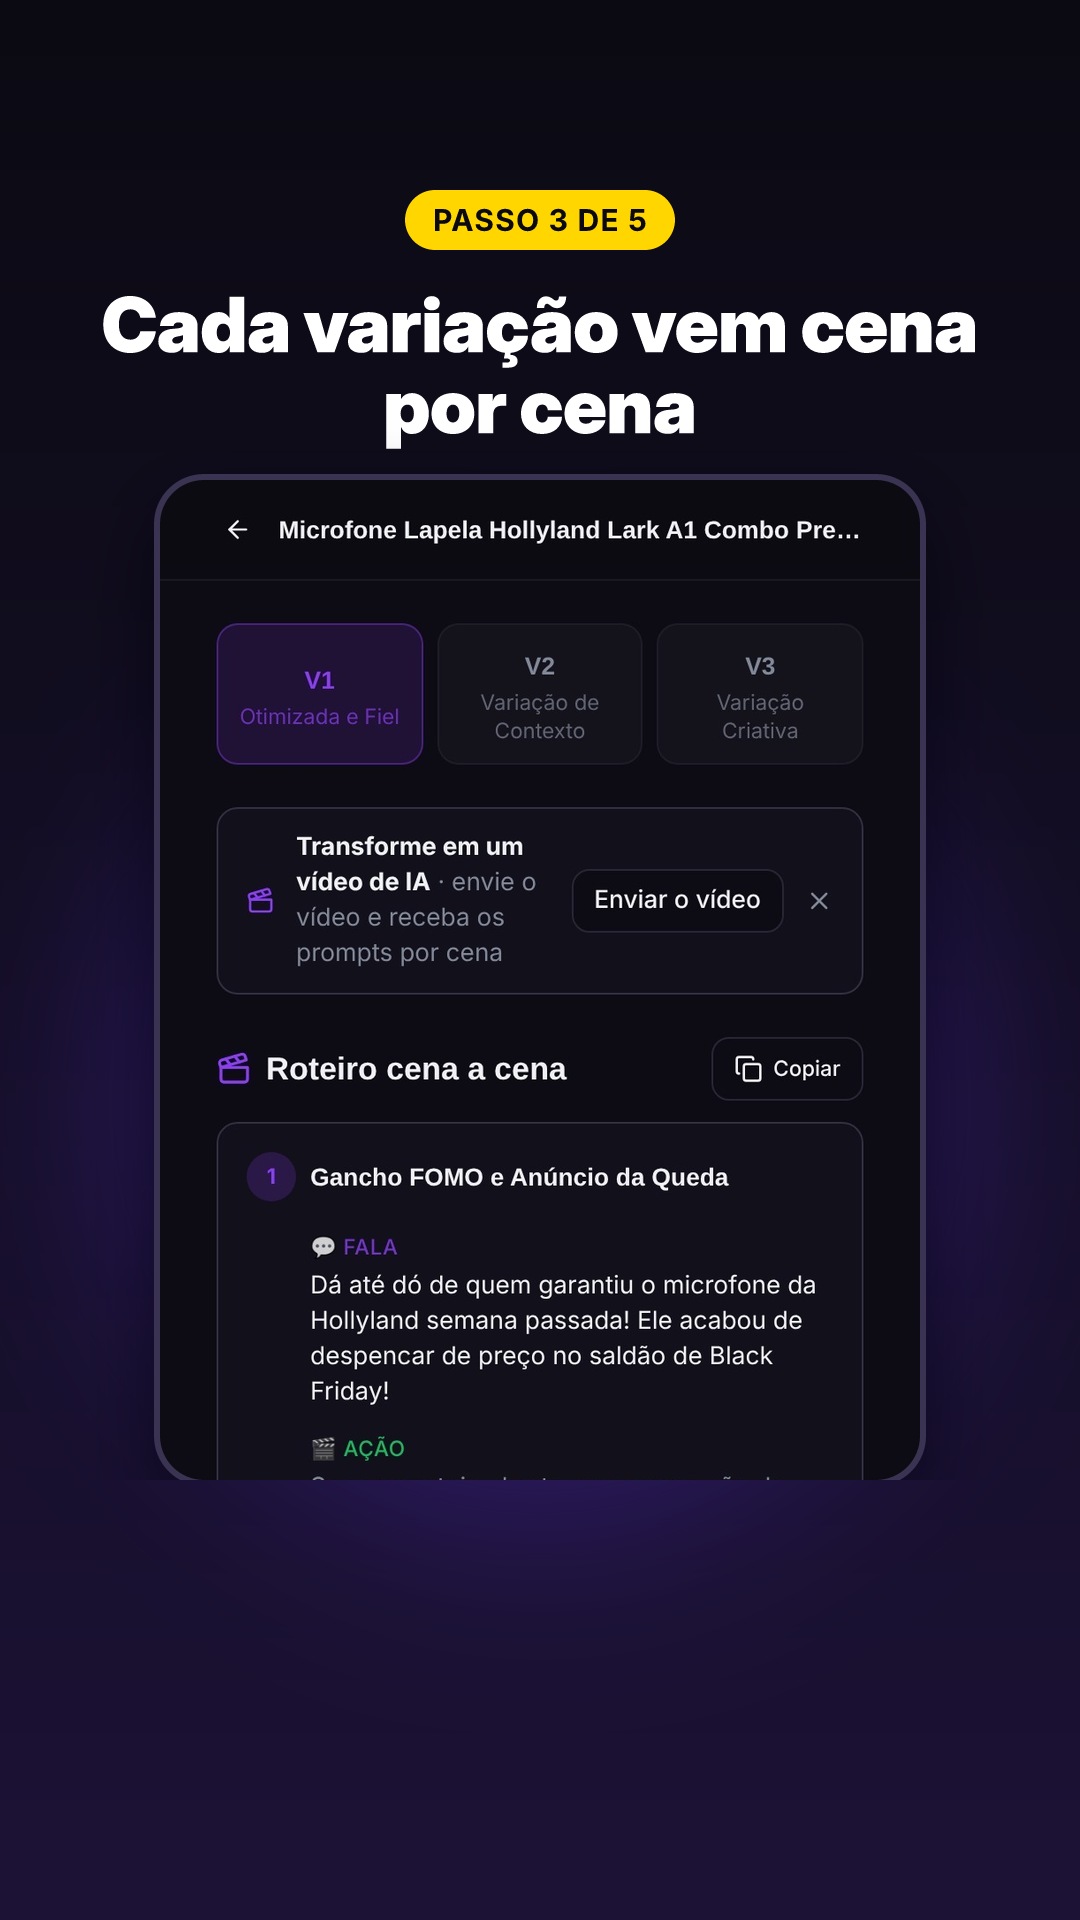 PASSO 3 DE 5
Cada variação vem cena
por cena
Microfone Lapela Hollyland Lark A1 Combo Pre...
V1
Otimizada e Fiel
V2
Variação de
Contexto
V3
Variação
Criativa
Transforme em um
vídeo de IA · envie o
vídeo e receba os
prompts por cena
Enviar o vídeo
Roteiro cena a cena
Copiar
1
Gancho FOMO e Anúncio da Queda
FALA
Dá até dó de quem garantiu o microfone da
Hollyland semana passada! Ele acabou de
despencar de preço no saldão de Black
Friday!
AÇÃO